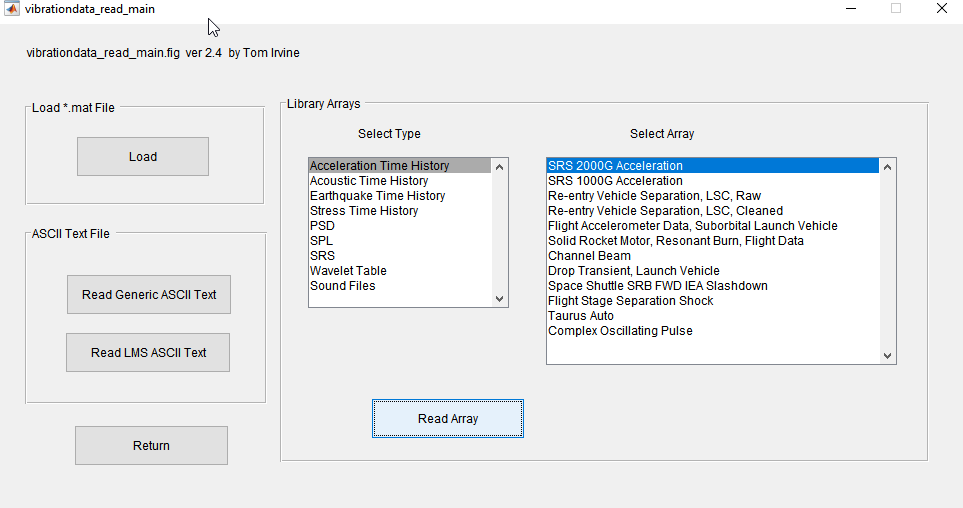 vibrationdata_read_main
vibrationdata_read_main.fig ver 2.4 by Tom Irvine
Load *.mat File
Load
ASCII Text File
Read Generic ASCII Text
Read LMS ASCII Text
Return
Library Arrays
Select Type
Acceleration Time History
Acoustic Time History
Earthquake Time History
Stress Time History
PSD
SPL
SRS
Wavelet Table
Sound Files
Select Array
SRS 2000G Acceleration
SRS 1000G Acceleration
Re-entry Vehicle Separation, LSC, Raw
Re-entry Vehicle Separation, LSC, Cleaned
Flight Accelerometer Data, Suborbital Launch Vehicle
Solid Rocket Motor, Resonant Burn, Flight Data
Channel Beam
Drop Transient, Launch Vehicle
Space Shuttle SRB FWD IEA Slashdown
Flight Stage Separation Shock
Taurus Auto
Complex Oscillating Pulse
Read Array